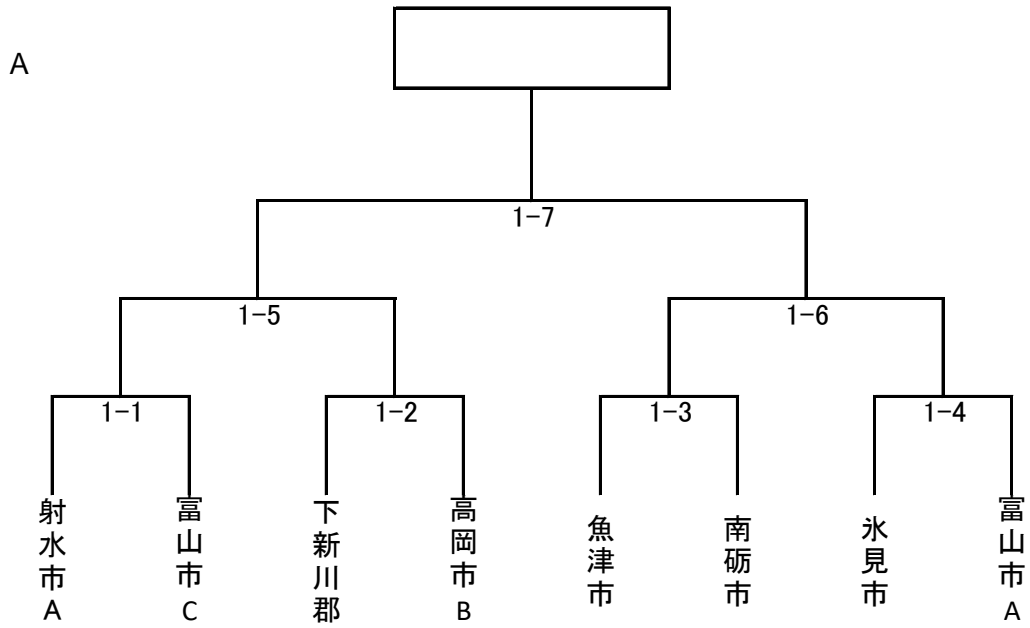 A
1-7
1-5
1-6
1-1
1-2
1-3
1-4
射水市A
富山市C
下新川郡
高岡市B
魚津市
南砺市
氷見市
富山市A